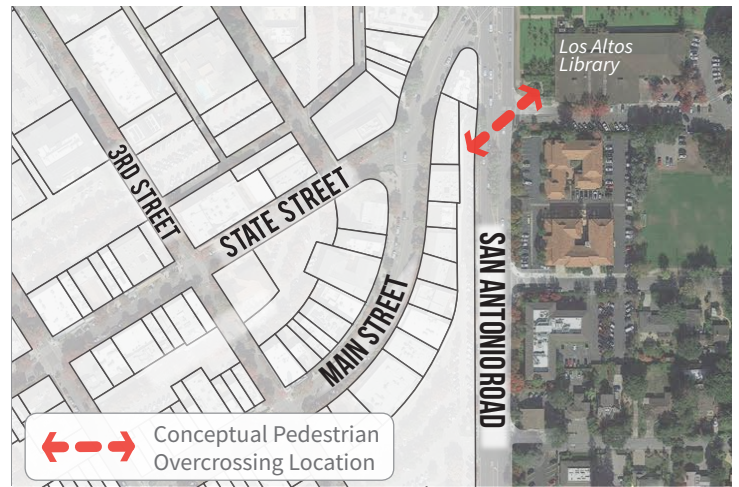 Los Altos
Library
3RD STREET
STATE STREET
MAIN STREET
SAN ANTONIO ROAD
Conceptual Pedestrian
Overcrossing Location